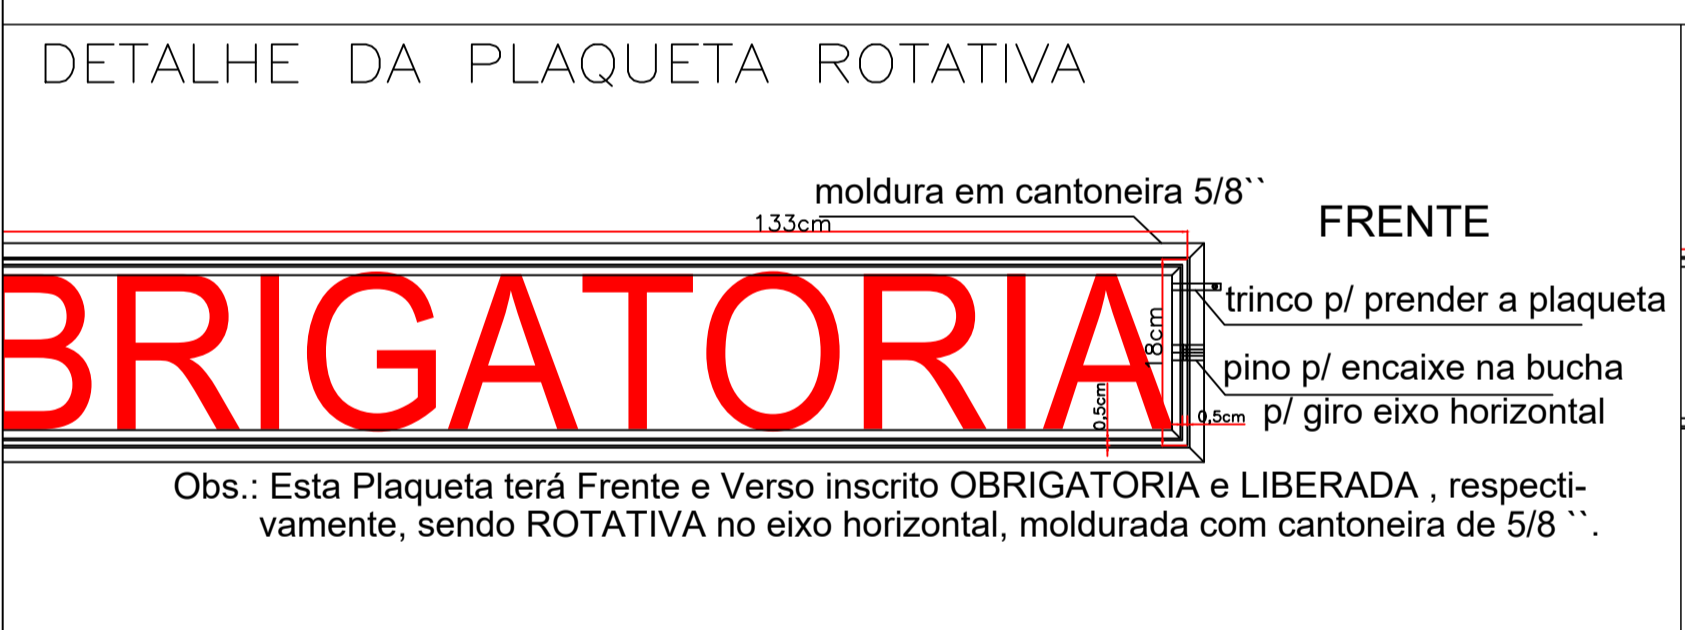 DETALHE DA PLAQUETA ROTATIVA
moldura em cantoneira 5/8``
133cm
FRENTE
BRIGATORIA
trinco p/ prender a plaqueta
18cm
pino p/ encaixe na bucha
p/ giro eixo horizontal
0,5cm
0,5cm
Obs.: Esta Plaqueta terá Frente e Verso inscrito OBRIGATORIA e LIBERADA , respecti-
vamente, sendo ROTATIVA no eixo horizontal, moldurada com cantoneira de 5/8 ``.